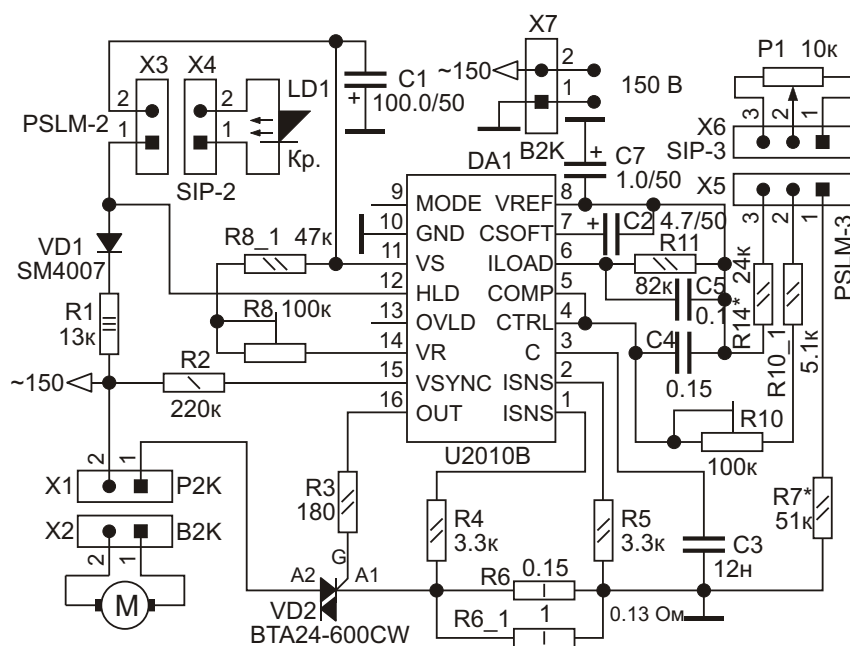 X7
P1 10к
X3 X4
LD1
~150
2
1
150 В
C1
100.0/50
+
PSLM-2
2
1
2
1
Кр.
SIP-2
B2K
X6
SIP-3
3
2
1
DA1
+
C7
1.0/50
X5
3
2
1
PSLM-3
9 MODE VREF 8
10 GND CSOFT 7
11 VS ILOAD 6
12 HLD COMP 5
13 OVLD CTRL 4
14 VR C 3
15 VSYNC ISNS 2
16 OUT ISNS 1
U2010B
+
C2 4.7/50
R8_1 47к
R11
82к
C5
0.1
R14*
24к
R10_1
5.1к
VD1
SM4007
R8 100к
R1
13к
C4
0.15
~150
R2
220к
R10
100к
2
1
X1 P2K
X2 B2K
2
1
M
R3
180
R4
3.3к
R5
3.3к
R7*
51к
C3
12н
G
A2 A1
VD2
BTA24-600CW
R6 0.15
R6_1 1
0.13 Ом